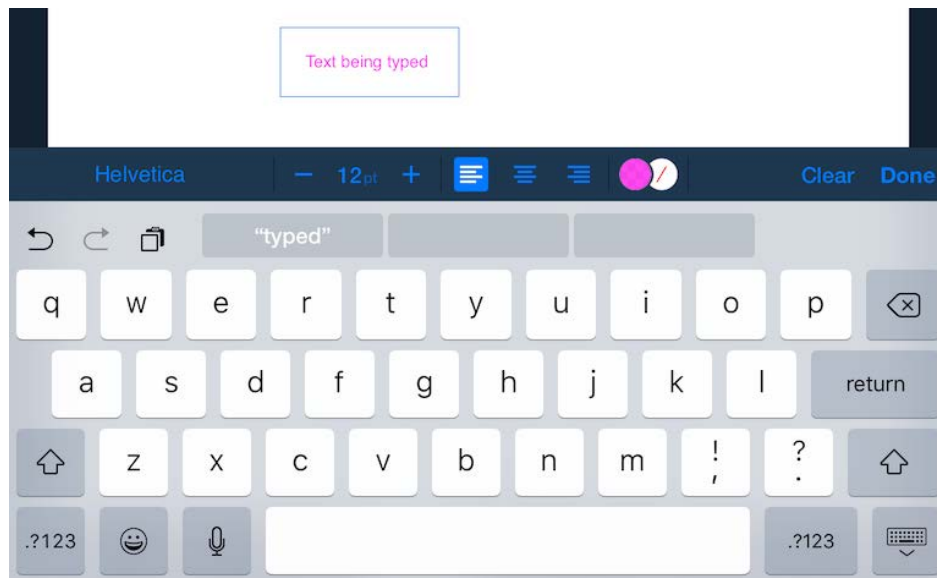 Text being typed
Helvetica − 12pt + Clear Done
“typed”
q w e r t y u i o p
a s d f g h j k l return
z x c v b n m ! , ? .
.?123 .?123